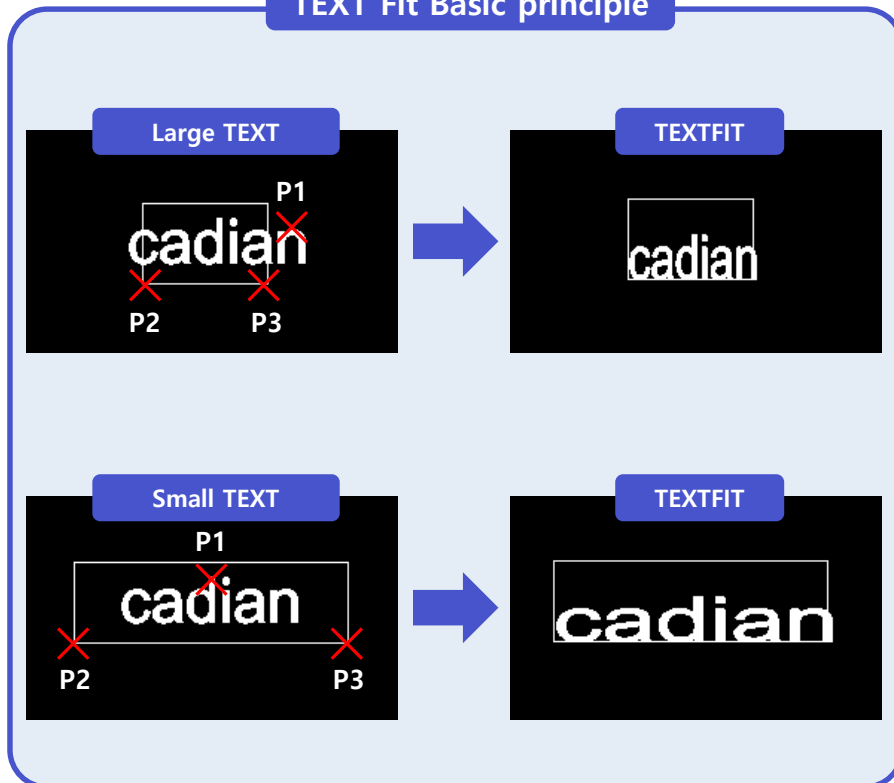 TEXT Fit Basic principle
Large TEXT
TEXTFIT
P1
cadian
cadian
P2
P3
Small TEXT
TEXTFIT
P1
cadian
cadian
P2
P3